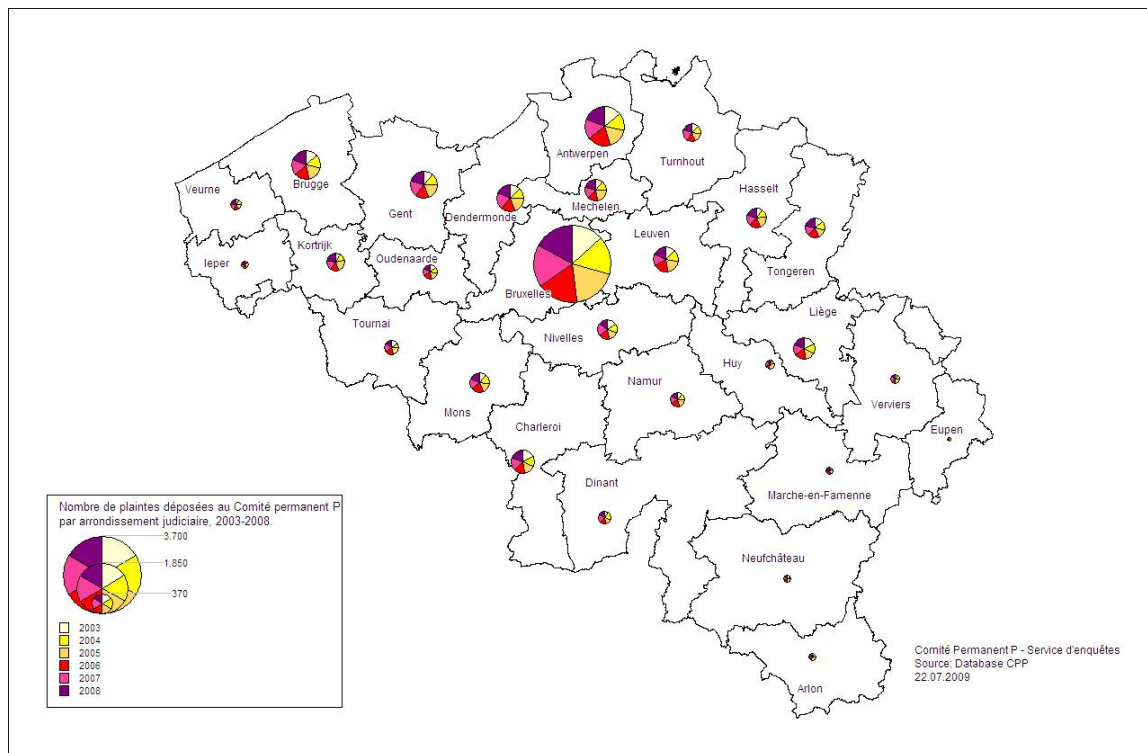 Antwerpen
Turnhout
Veurne
Brugge
Hasselt
Gent
Dendermonde
Mechelen
Leuven
Kortrijk
Oudenaarde
Ieper
Tongeren
Bruxelles
Liège
Tournai
Nivelles
Huy
Namur
Verviers
Mons
Charleroi
Eupen
Dinant
Marche-en-Famenne
Neufchâteau
Arlon
Nombre de plaintes déposées au Comité permanent P
par arrondissement judiciaire, 2003-2008.
3.700
1.850
370
2003
2004
2005
2006
2007
2008
Comité Permanent P - Service d'enquêtes
Source: Database CPP
22.07.2009